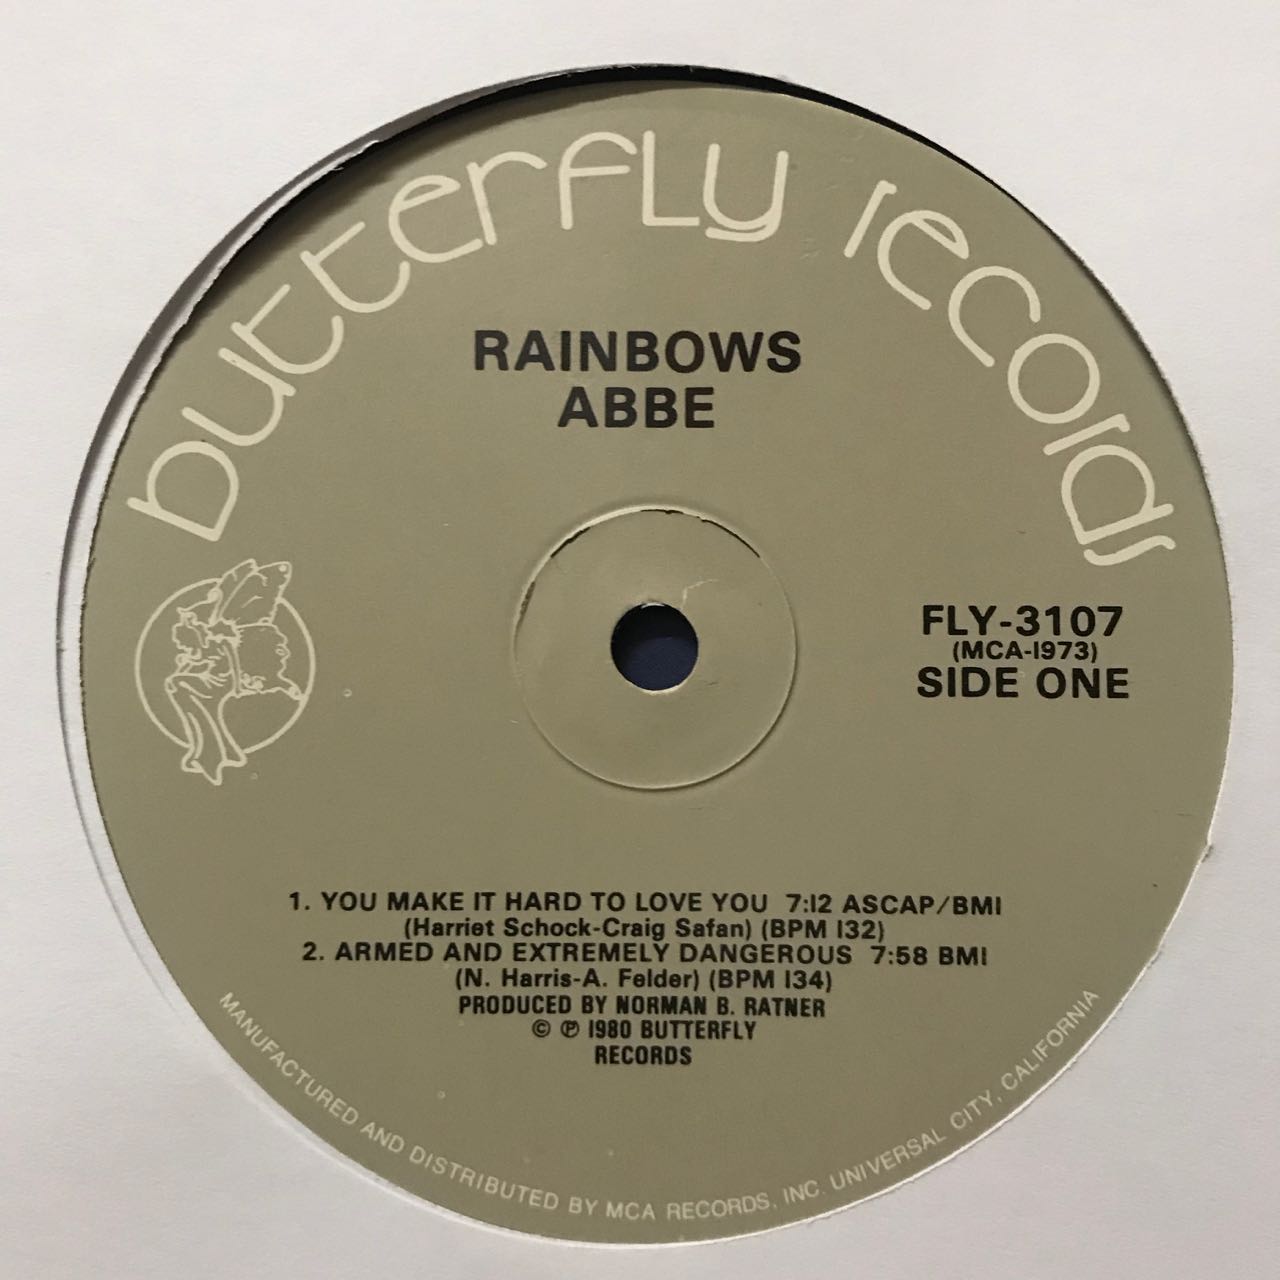 butterfly records
RAINBOWS
ABBE
FLY-3107
(MCA-1973)
SIDE ONE
1. YOU MAKE IT HARD TO LOVE YOU 7:12 ASCAP/BMI
(Harriet Schock-Craig Safan) (BPM 132)
2. ARMED AND EXTREMELY DANGEROUS 7:58 BMI
(N. Harris-A. Felder) (BPM 134)
PRODUCED BY NORMAN B. RATNER
© ℗ 1980 BUTTERFLY
RECORDS
MANUFACTURED AND DISTRIBUTED BY MCA RECORDS, INC. UNIVERSAL CITY, CALIFORNIA